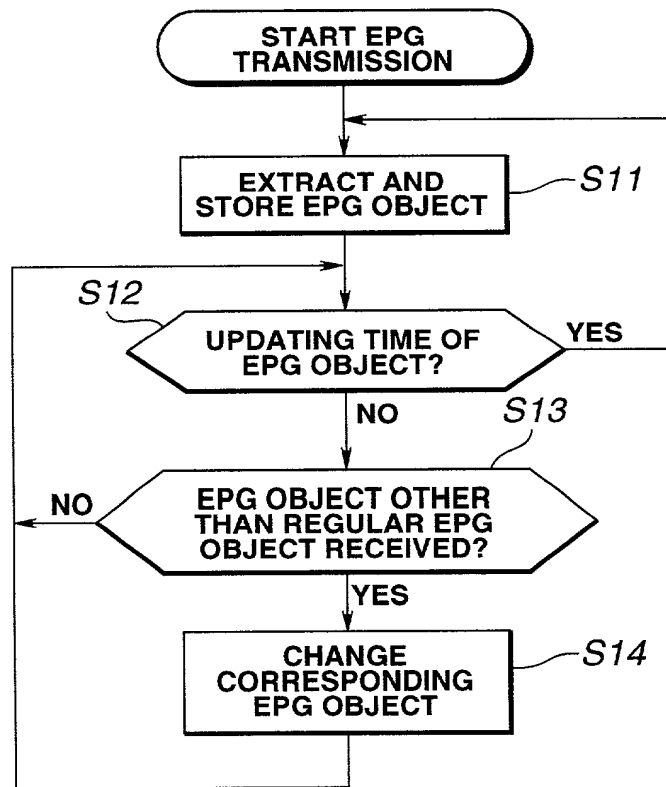 START EPG
TRANSMISSION
EXTRACT AND
STORE EPG OBJECT
S11
S12
UPDATING TIME OF
EPG OBJECT?
YES
NO
S13
EPG OBJECT OTHER
THAN REGULAR EPG
OBJECT RECEIVED?
NO
YES
CHANGE
CORRESPONDING
EPG OBJECT
S14